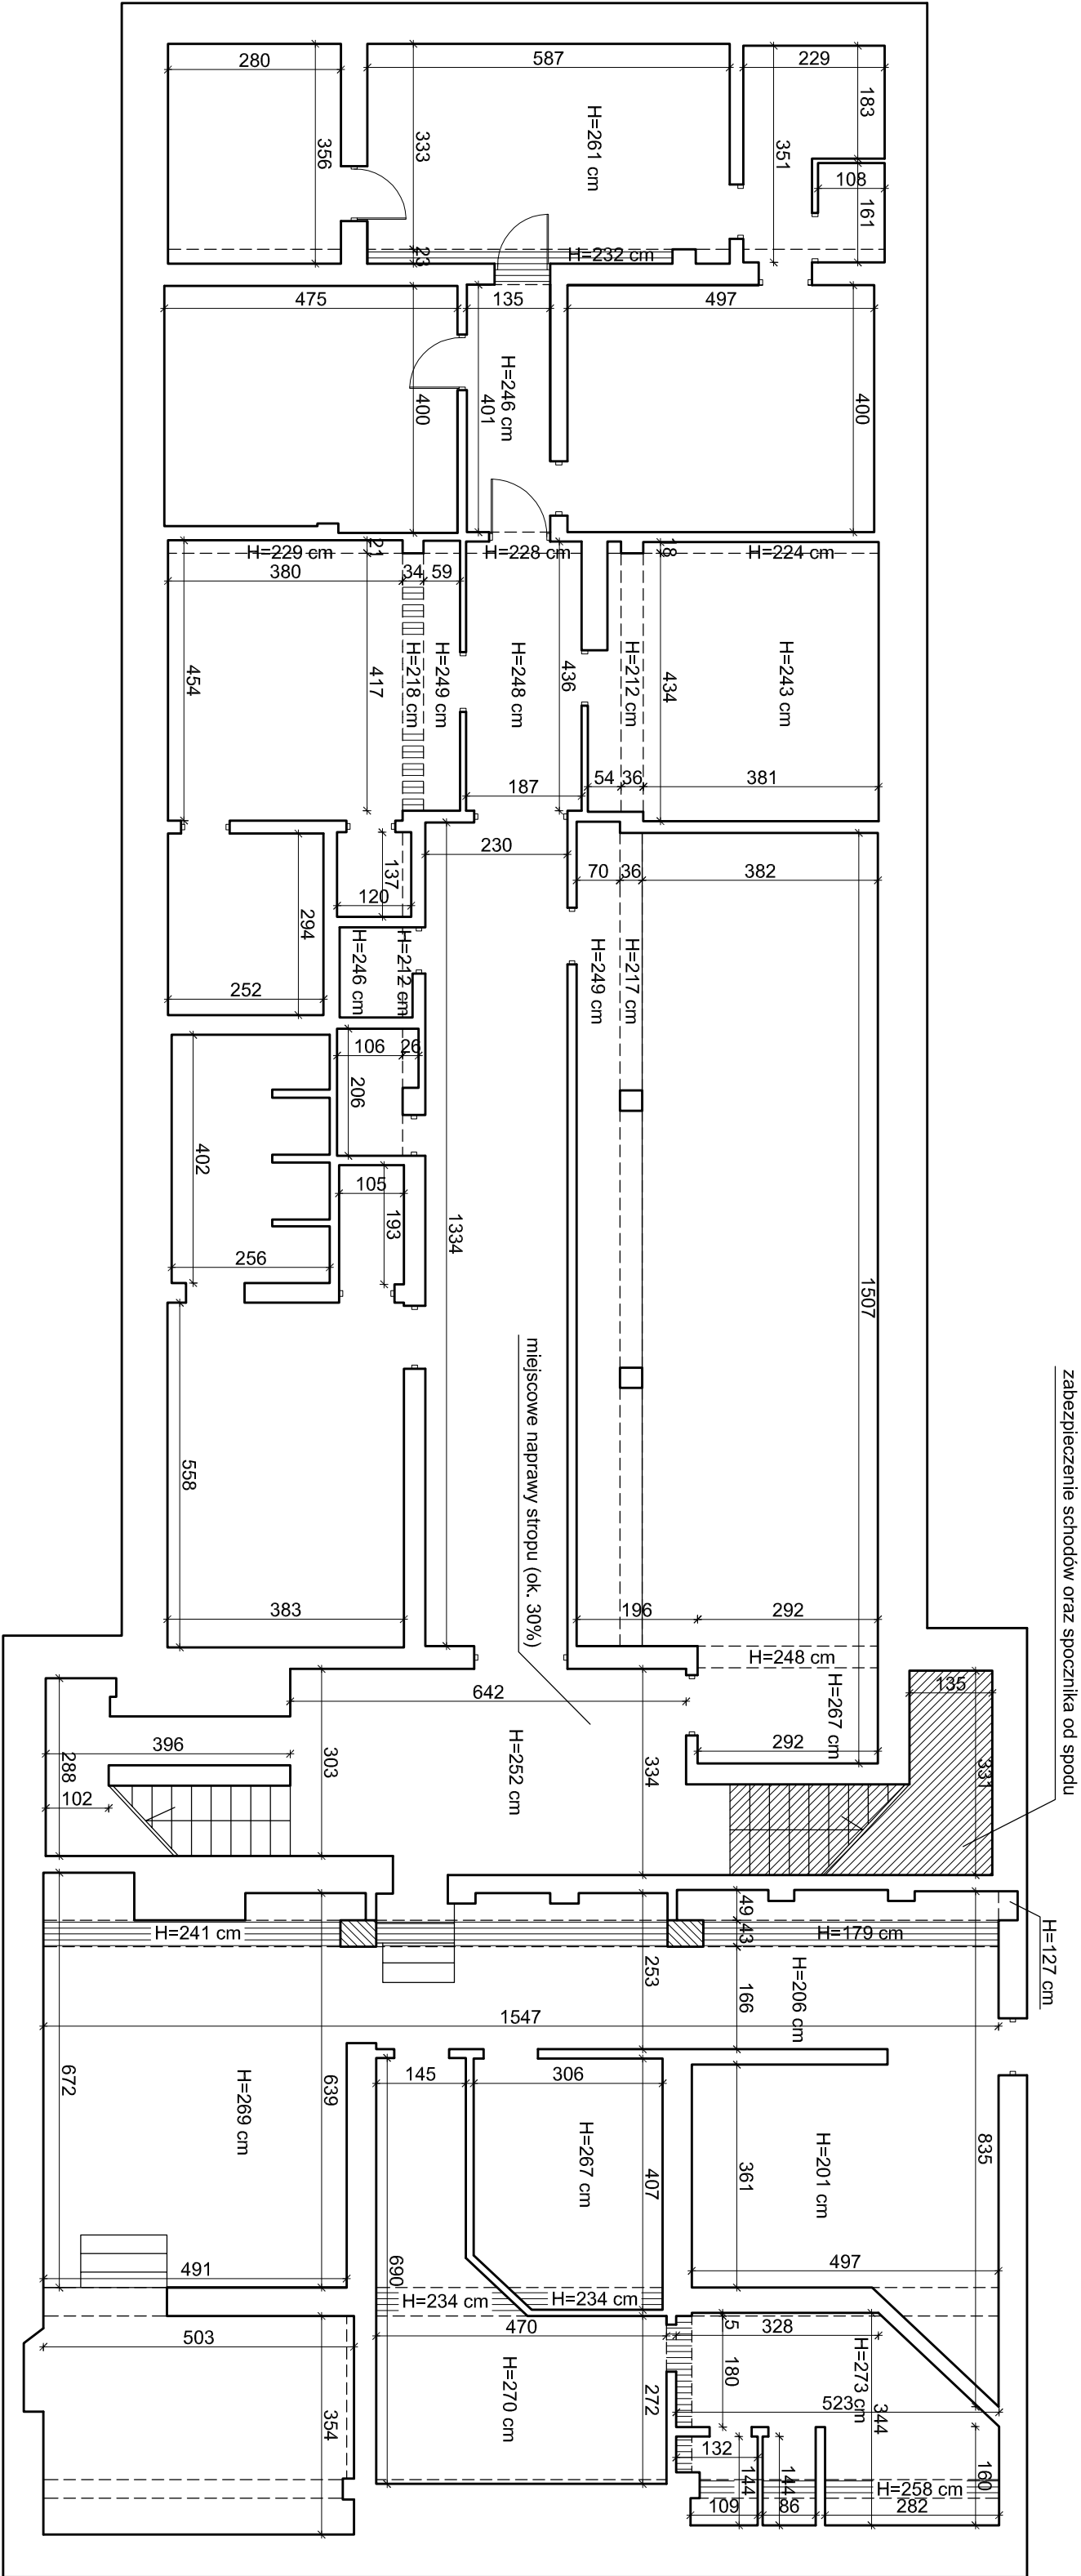 280
587
229
183
356
333
H=261 cm
351
108
161
23
H=232 cm
475
135
497
400
401
H=246 cm
400
21
H=229 cm
H=228 cm
18
H=224 cm
380
34
59
454
417
H=218 cm
H=249 cm
H=248 cm
436
H=212 cm
434
H=243 cm
187
54
36
381
230
137
120
70
36
382
294
H=246 cm
H=212 cm
H=249 cm
H=217 cm
252
106
26
206
402
105
193
1334
256
1507
558
miejscowe naprawy stropu (ok. 30%)
zabezpieczenie schodów oraz spocznika od spodu
383
196
292
H=248 cm
642
135
H=267 cm
288
396
303
H=252 cm
334
292
331
102
49
43
H=241 cm
H=179 cm
H=127 cm
253
166
H=206 cm
1547
672
639
145
306
H=269 cm
H=267 cm
407
361
H=201 cm
835
491
690
497
H=234 cm
H=234 cm
503
470
5
328
354
H=270 cm
272
180
H=273 cm
523
344
132
144
144
160
H=258 cm
109
86
282